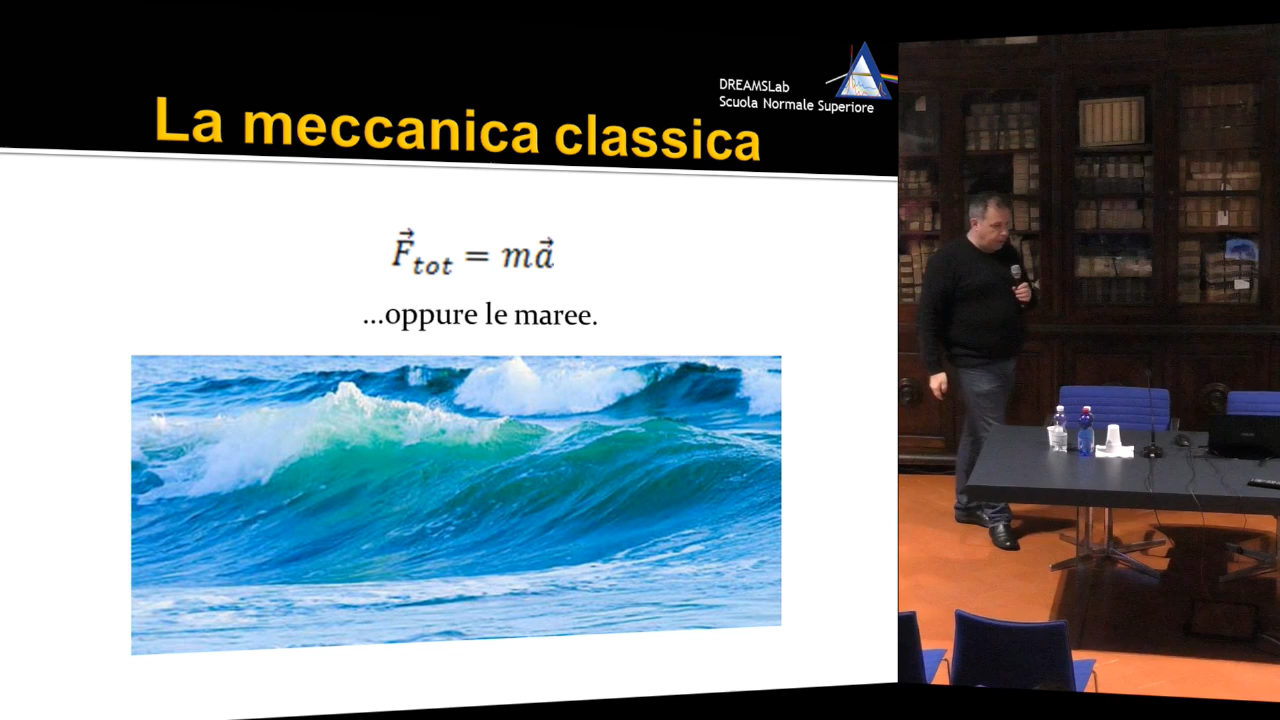 DREAMSLab
Scuola Normale Superiore
La meccanica classica
F⃗tot = ma⃗
...oppure le maree.